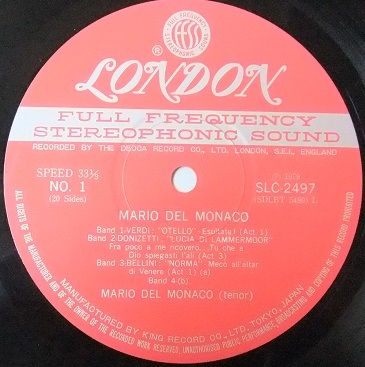 FULL FREQUENCY
STEREOPHONIC SOUND
FFSS
®
LONDON
FULL FREQUENCY
STEREOPHONIC SOUND
RECORDED BY THE DECCA RECORD CO., LTD. LONDON, S.E.I, ENGLAND
SPEED 33⅓
NO. 1
(20 Sides)
SLC-2497
MARIO DEL MONACO
Band 1-VERDI: "OTELLO"- Esultate! (Act 1)
Band 2-DONIZETTI: "LUCIA DI LAMMERMOOR"
Fra poco a me ricovero...Tu che a
Dio spiegasti l'ali (Act 3)
Band 3-BELLINI: "NORMA"- Meco all'altar
di Venere (Act 1) (a)
Band 4-(b)
MARIO DEL MONACO (tenor)
MANUFACTURED BY KING RECORD CO., LTD. TOKYO, JAPAN
ALL RIGHTS OF THE MANUFACTURER AND OF THE OWNER OF THE RECORDED WORK RESERVED. UNAUTHORISED PUBLIC PERFORMANCE, BROADCASTING AND COPYING OF THIS RECORD PROHIBITED